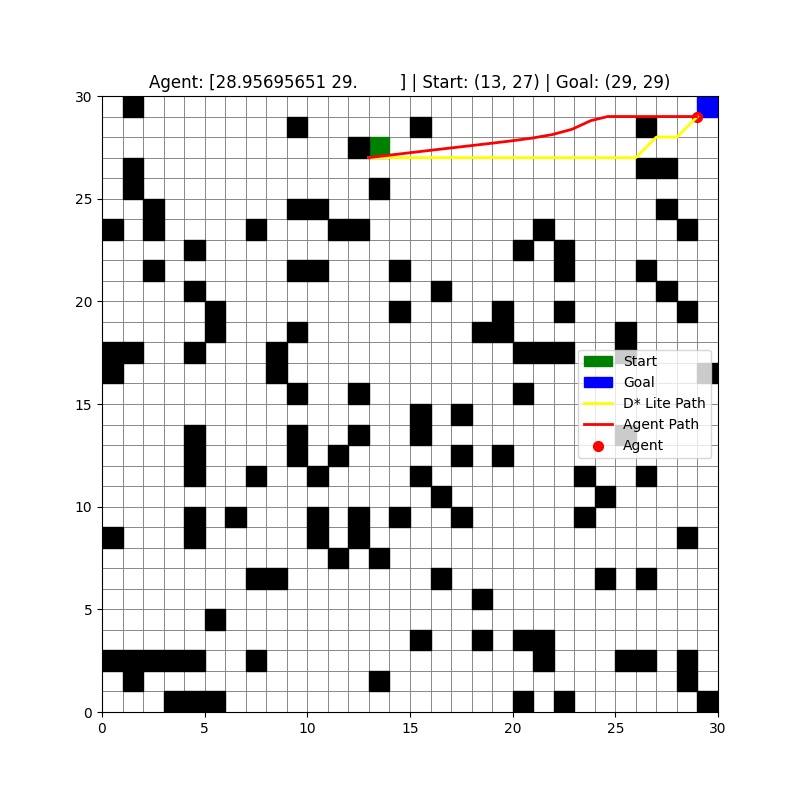 Agent: [28.95695651 29.        ] | Start: (13, 27) | Goal: (29, 29)
30
25
20
15
10
5
0
Start
Goal
D* Lite Path
Agent Path
Agent
0 5 10 15 20 25 30